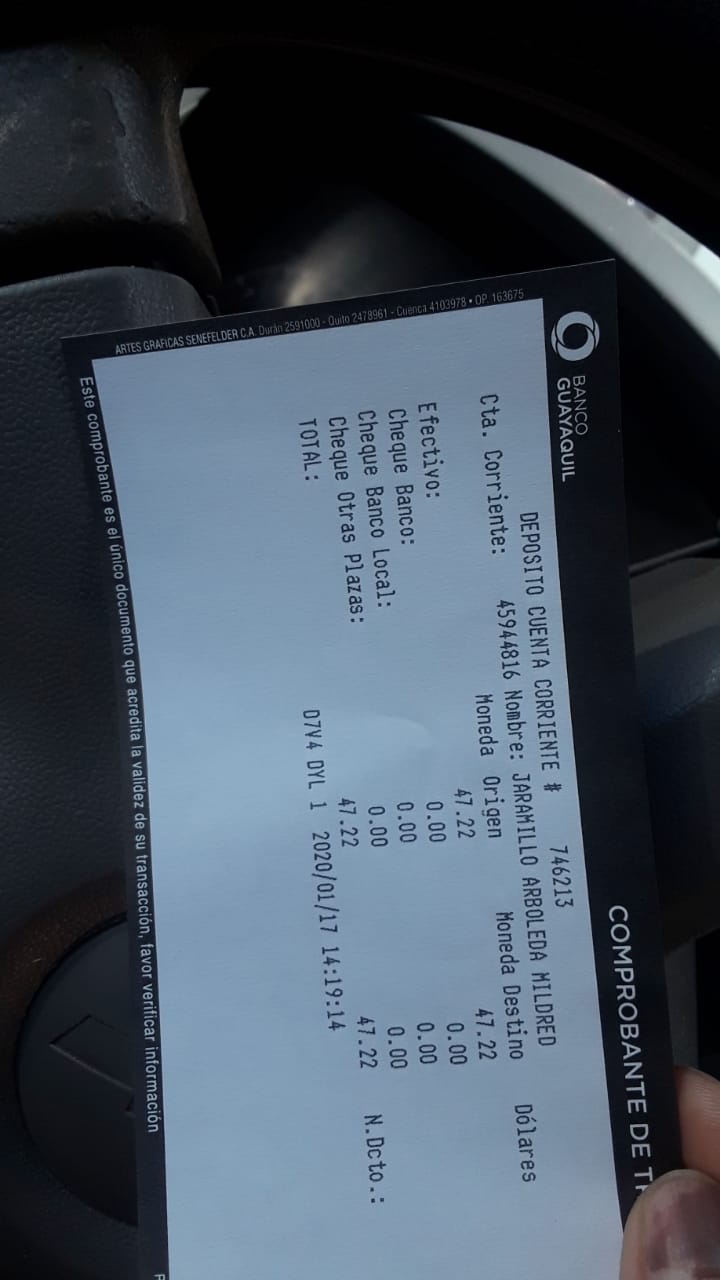 BANCO
GUAYAQUIL
COMPROBANTE DE
DEPOSITO CUENTA CORRIENTE # 746213
Cta. Corriente: 45944816 Nombre: JARAMILLO ARBOLEDA MILDRED
Moneda Origen Moneda Destino Dólares
Efectivo: 47.22 47.22
Cheque Banco: 0.00 0.00
Cheque Banco Local: 0.00 0.00
Cheque Otras Plazas: 0.00 0.00
TOTAL: 47.22 47.22 N.Dcto.:
D7V4 DYL 1 2020/01/17 14:19:14
Este comprobante es el único documento que acredita la validez de su transacción, favor verificar información
ARTES GRAFICAS SENEFELDER C.A. Durán 2591000 - Quito 2478961 - Cuenca 4103978 • OP 163675